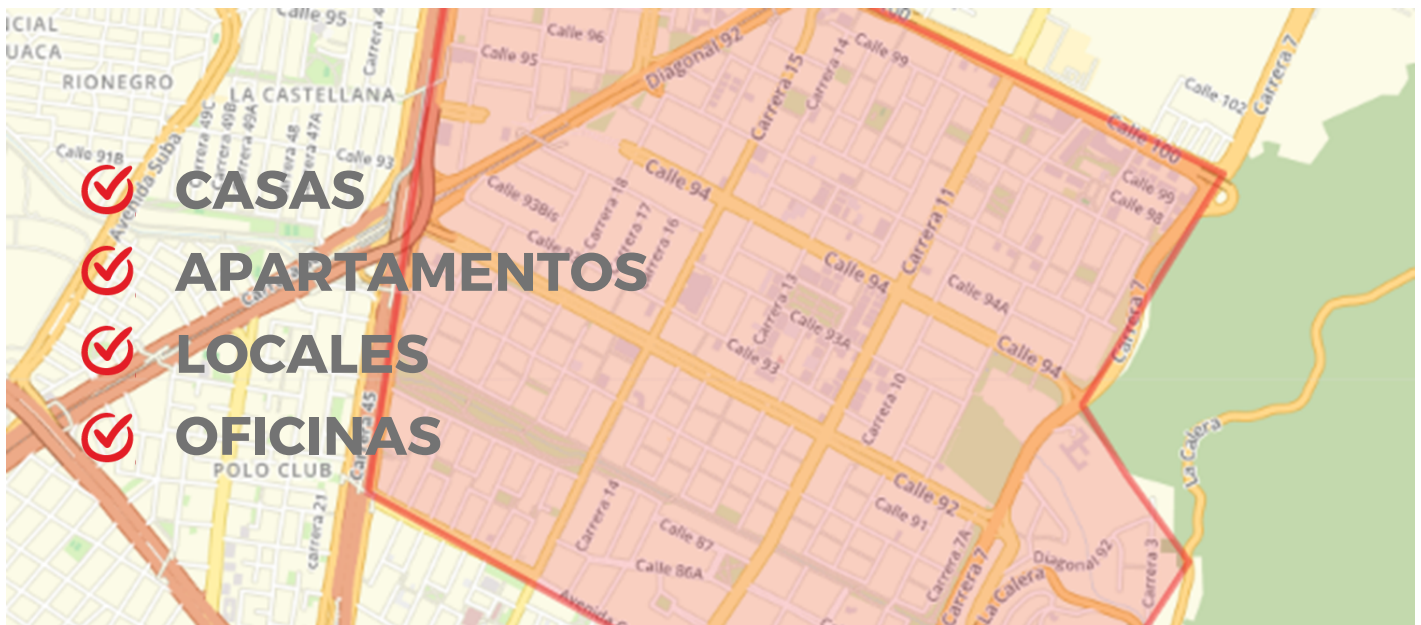 ICIAL
UACA
RIONEGRO
LA CASTELLANA
Calle 95
Carrera 4
Calle 96
Calle 95
Diagonal 92
Carrera 15
Carrera 14
Calle 99
Calle 100
Calle 102
Carrera 7
Calle 99
Calle 98
Calle 91B
Avenida Suba
Carrera 49C
Carrera 49B
Carrera 49A
Carrera 48
Carrera 47A
Calle 93
CASAS
APARTAMENTOS
LOCALES
OFICINAS
Calle 93Bis
Carrera 18
Carrera 17
Carrera 16
Calle 94
Carrera 11
Calle 94
Calle 94A
Calle 94
Carrera 7
Carrera 13
Calle 93A
Calle 93
Carrera 10
Carrera 45
POLO CLUB
carrera 21
Carrera 14
Calle 87
Calle 86A
Calle 92
Calle 91
Carrera 7A
Carrera 7
La Calera
Diagonal 92
Carrera 3
La Calera